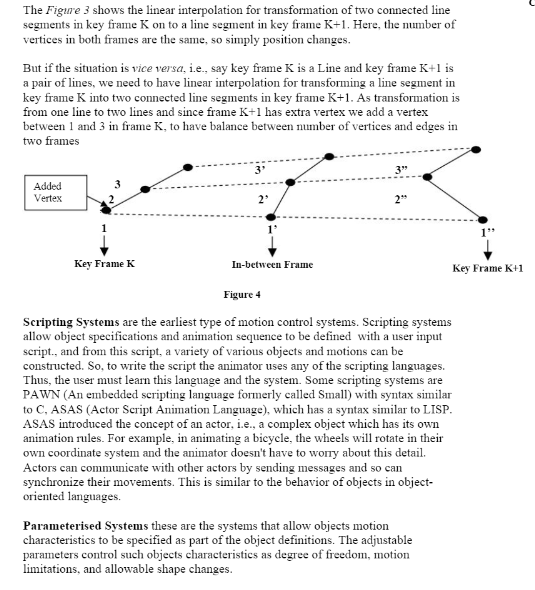 The Figure 3 shows the linear interpolation for transformation of two connected line
segments in key frame K on to a line segment in key frame K+1. Here, the number of
vertices in both frames are the same, so simply position changes.
But if the situation is vice versa, i.e., say key frame K is a Line and key frame K+1 is
a pair of lines, we need to have linear interpolation for transforming a line segment in
key frame K into two connected line segments in key frame K+1. As transformation is
from one line to two lines and since frame K+1 has extra vertex we add a vertex
between 1 and 3 in frame K, to have balance between number of vertices and edges in
two frames
3' 3”
Added 3
Vertex 2 2' 2”
1 1' 1’’
Key Frame K In-between Frame Key Frame K+1
Figure 4
Scripting Systems are the earliest type of motion control systems. Scripting systems
allow object specifications and animation sequence to be defined with a user input
script., and from this script, a variety of various objects and motions can be
constructed. So, to write the script the animator uses any of the scripting languages.
Thus, the user must learn this language and the system. Some scripting systems are
PAWN (An embedded scripting language formerly called Small) with syntax similar
to C, ASAS (Actor Script Animation Language), which has a syntax similar to LISP.
ASAS introduced the concept of an actor, i.e., a complex object which has its own
animation rules. For example, in animating a bicycle, the wheels will rotate in their
own coordinate system and the animator doesn't have to worry about this detail.
Actors can communicate with other actors by sending messages and so can
synchronize their movements. This is similar to the behavior of objects in object-
oriented languages.
Parameterised Systems these are the systems that allow objects motion
characteristics to be specified as part of the object definitions. The adjustable
parameters control such objects characteristics as degree of freedom, motion
limitations, and allowable shape changes.